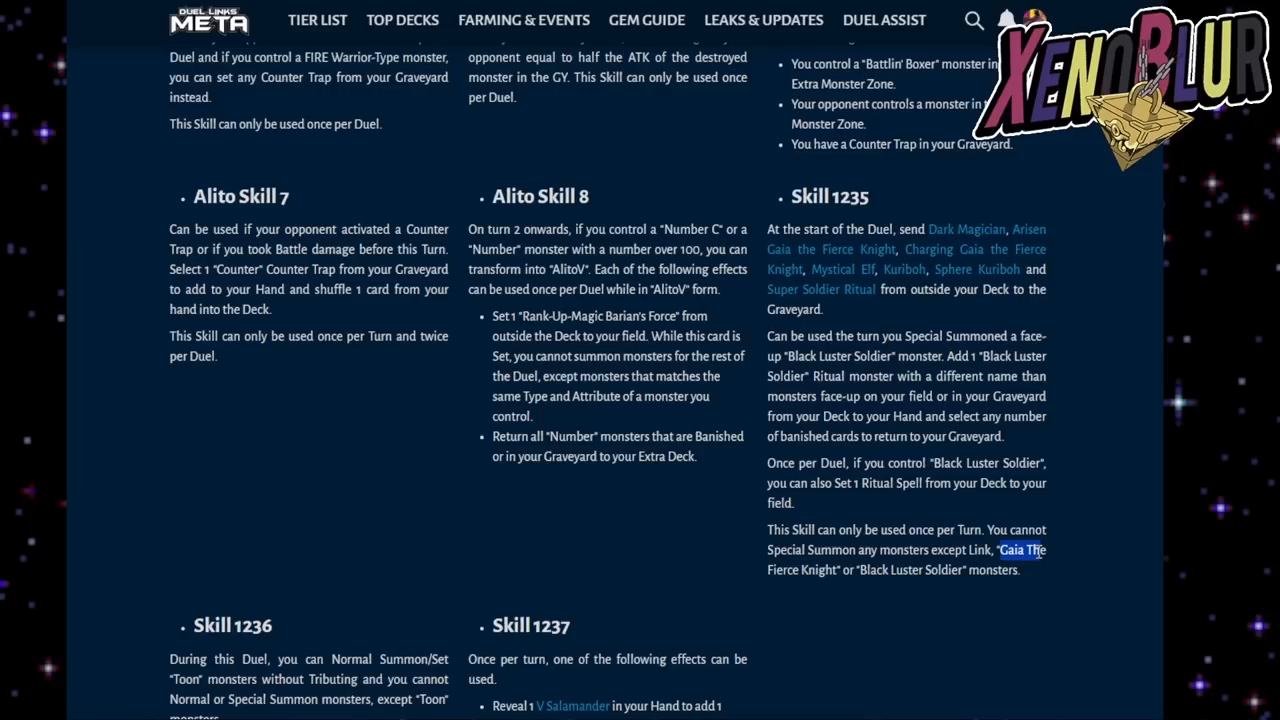 DUEL LINKS
META
TIER LIST
TOP DECKS
FARMING & EVENTS
GEM GUIDE
LEAKS & UPDATES
DUEL ASSIST
XENOBLUR
Duel and if you control a FIRE Warrior-Type monster,
you can set any Counter Trap from your Graveyard
instead.
This Skill can only be used once per Duel.
opponent equal to half the ATK of the destroyed
monster in the GY. This Skill can only be used once
per Duel.
• You control a "Battlin' Boxer" monster in
Extra Monster Zone.
• Your opponent controls a monster in
Monster Zone.
• You have a Counter Trap in your Graveyard.
• Alito Skill 7
Can be used if your opponent activated a Counter
Trap or if you took Battle damage before this Turn.
Select 1 "Counter" Counter Trap from your Graveyard
to add to your Hand and shuffle 1 card from your
hand into the Deck.
This Skill can only be used once per Turn and twice
per Duel.
• Alito Skill 8
On turn 2 onwards, if you control a "Number C" or a
"Number" monster with a number over 100, you can
transform into "AlitoV". Each of the following effects
can be used once per Duel while in "AlitoV" form.
• Set 1 "Rank-Up-Magic Barian's Force" from
outside the Deck to your field. While this card is
Set, you cannot summon monsters for the rest of
the Duel, except monsters that matches the
same Type and Attribute of a monster you
control.
• Return all "Number" monsters that are Banished
or in your Graveyard to your Extra Deck.
• Skill 1235
At the start of the Duel, send Dark Magician, Arisen
Gaia the Fierce Knight, Charging Gaia the Fierce
Knight, Mystical Elf, Kuriboh, Sphere Kuriboh and
Super Soldier Ritual from outside your Deck to the
Graveyard.
Can be used the turn you Special Summoned a face-
up "Black Luster Soldier" monster. Add 1 "Black Luster
Soldier" Ritual monster with a different name than
monsters face-up on your field or in your Graveyard
from your Deck to your Hand and select any number
of banished cards to return to your Graveyard.
Once per Duel, if you control "Black Luster Soldier",
you can also Set 1 Ritual Spell from your Deck to your
field.
This Skill can only be used once per Turn. You cannot
Special Summon any monsters except Link, "Gaia The
Fierce Knight" or "Black Luster Soldier" monsters.
• Skill 1236
During this Duel, you can Normal Summon/Set
"Toon" monsters without Tributing and you cannot
Normal or Special Summon monsters, except "Toon"
monsters.
• Skill 1237
Once per turn, one of the following effects can be
used.
• Reveal 1 V Salamander in your Hand to add 1